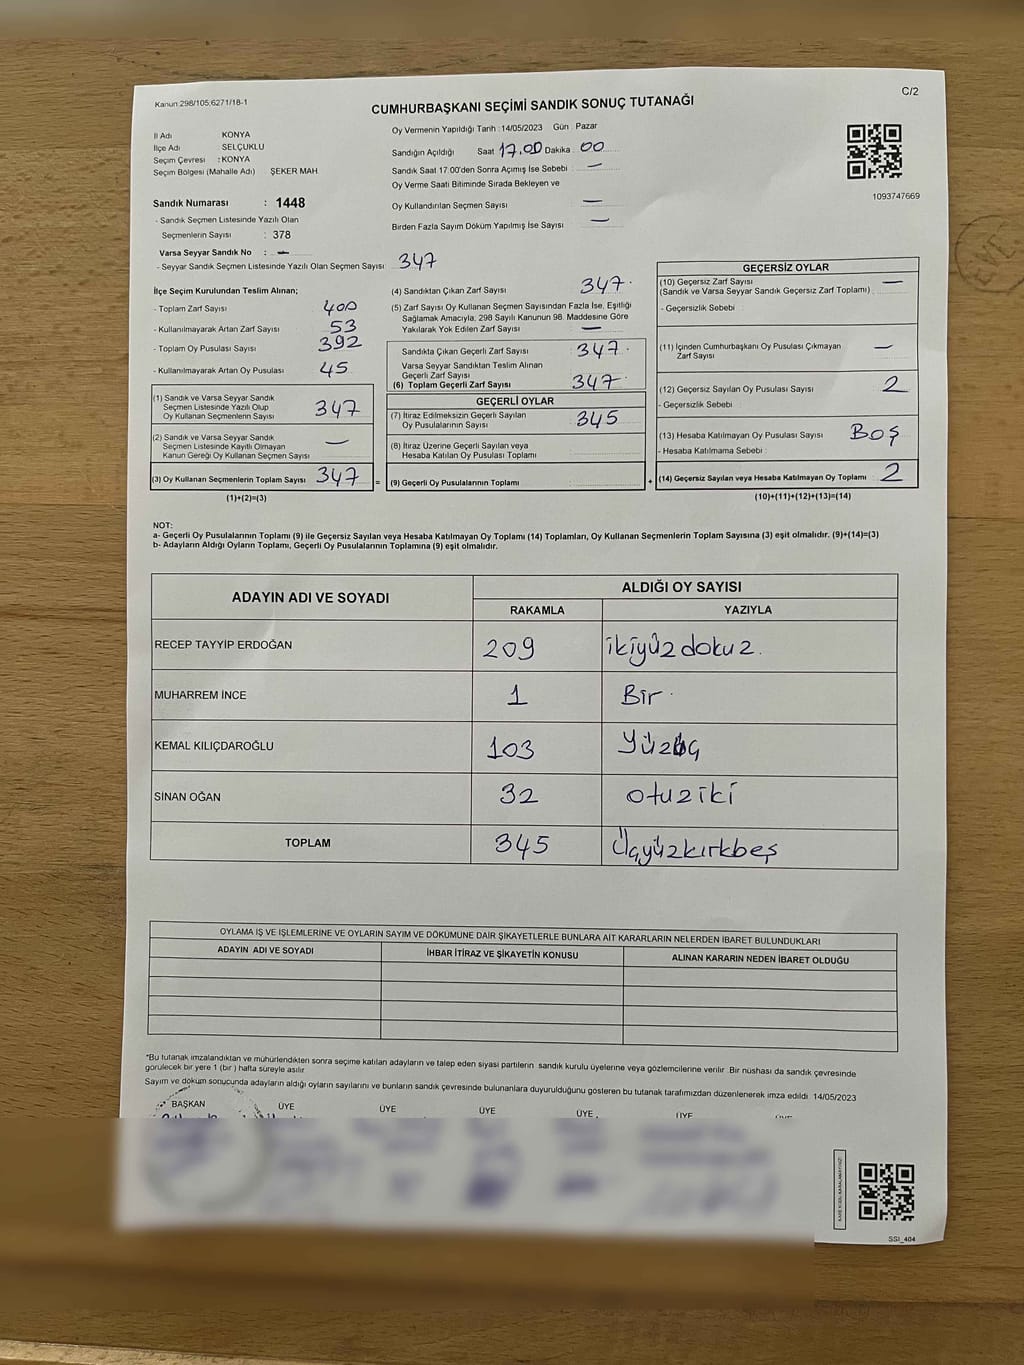 Kanun:298/105;6271/18-1
CUMHURBAŞKANI SEÇİMİ SANDIK SONUÇ TUTANAĞI
C/2
İl Adı KONYA
İlçe Adı SELÇUKLU
Seçim Çevresi : KONYA
Seçim Bölgesi (Mahalle Adı) ŞEKER MAH.
Oy Vermenin Yapıldığı Tarih : 14/05/2023 Gün Pazar
Sandığın Açıldığı Saat 17.00 Dakika 00
Sandık Saat 17:00'den Sonra Açımış İse Sebebi : —
Oy Verme Saati Bitiminde Sırada Bekleyen ve
Oy Kullandırılan Seçmen Sayısı —
Birden Fazla Sayım Döküm Yapılmış İse Sayısı —
1093747669
Sandık Numarası : 1448
- Sandık Seçmen Listesinde Yazılı Olan
Seçmenlerin Sayısı : 378
Varsa Seyyar Sandık No : —
- Seyyar Sandık Seçmen Listesinde Yazılı Olan Seçmen Sayısı: 347
İlçe Seçim Kurulundan Teslim Alınan;
- Toplam Zarf Sayısı 400
- Kullanılmayarak Artan Zarf Sayısı 53
- Toplam Oy Pusulası Sayısı 392
- Kullanılmayarak Artan Oy Pusulası 45
(1) Sandık ve Varsa Seyyar Sandık
Seçmen Listesinde Yazılı Olup
Oy Kullanan Seçmenlerin Sayısı 347
(2) Sandık ve Varsa Seyyar Sandık
Seçmen Listesinde Kayıtlı Olmayan
Kanun Gereği Oy Kullanan Seçmen Sayısı —
(3) Oy Kullanan Seçmenlerin Toplam Sayısı 347 =
(1)+(2)=(3)
(4) Sandıktan Çıkan Zarf Sayısı 347
(5) Zarf Sayısı Oy Kullanan Seçmen Sayısından Fazla İse, Eşitliği
Sağlamak Amacıyla, 298 Sayılı Kanunun 98. Maddesine Göre
Yakılarak Yok Edilen Zarf Sayısı —
Sandıkta Çıkan Geçerli Zarf Sayısı 347
Varsa Seyyar Sandıktan Teslim Alınan
Geçerli Zarf Sayısı
(6) Toplam Geçerli Zarf Sayısı 347
GEÇERLİ OYLAR
(7) İtiraz Edilmeksizin Geçerli Sayılan
Oy Pusulalarının Sayısı 345
(8) İtiraz Üzerine Geçerli Sayılan veya
Hesaba Katılan Oy Pusulası Toplamı
(9) Geçerli Oy Pusulalarının Toplamı +
GEÇERSİZ OYLAR
(10) Geçersiz Zarf Sayısı —
(Sandık ve Varsa Seyyar Sandık Geçersiz Zarf Toplamı)
- Geçersizlik Sebebi :
(11) İçinden Cumhurbaşkanı Oy Pusulası Çıkmayan
Zarf Sayısı —
(12) Geçersiz Sayılan Oy Pusulası Sayısı 2
- Geçersizlik Sebebi :
(13) Hesaba Katılmayan Oy Pusulası Sayısı BOŞ
- Hesaba Katılmama Sebebi :
(14) Geçersiz Sayılan veya Hesaba Katılmayan Oy Toplamı 2
(10)+(11)+(12)+(13)=(14)
NOT:
a- Geçerli Oy Pusulalarının Toplamı (9) ile Geçersiz Sayılan veya Hesaba Katılmayan Oy Toplamı (14) Toplamları, Oy Kullanan Seçmenlerin Toplam Sayısına (3) eşit olmalıdır. (9)+(14)=(3)
b- Adayların Aldığı Oyların Toplamı, Geçerli Oy Pusulalarının Toplamına (9) eşit olmalıdır.
ADAYIN ADI VE SOYADI ALDIĞI OY SAYISI
RAKAMLA YAZIYLA
RECEP TAYYİP ERDOĞAN 209 ikiyüzdokuz.
MUHARREM İNCE 1 Bir
KEMAL KILIÇDAROĞLU 103 Yüzüç
SİNAN OĞAN 32 otuziki
TOPLAM 345 Üçyüzkırkbeş
OYLAMA İŞ VE İŞLEMLERİNE VE OYLARIN SAYIM VE DÖKÜMÜNE DAİR ŞİKAYETLERLE BUNLARA AİT KARARLARIN NELERDEN İBARET BULUNDUKLARI
ADAYIN ADI VE SOYADI İHBAR İTİRAZ VE ŞİKAYETİN KONUSU ALINAN KARARIN NEDEN İBARET OLDUĞU
*Bu tutanak imzalandıktan ve mühürlendikten sonra seçime katılan adayların ve talep eden siyasi partilerin sandık kurulu üyelerine veya gözlemcilerine verilir. Bir nüshası da sandık çevresinde
görülecek bir yere 1 (bir) hafta süreyle asılır.
Sayım ve döküm sonucunda adayların aldığı oyların sayılarını ve bunların sandık çevresinde bulunanlara duyurulduğunu gösteren bu tutanak tarafımızdan düzenlenerek imza edildi. 14/05/2023
BAŞKAN ÜYE ÜYE ÜYE ÜYE ÜYE
SSI_404